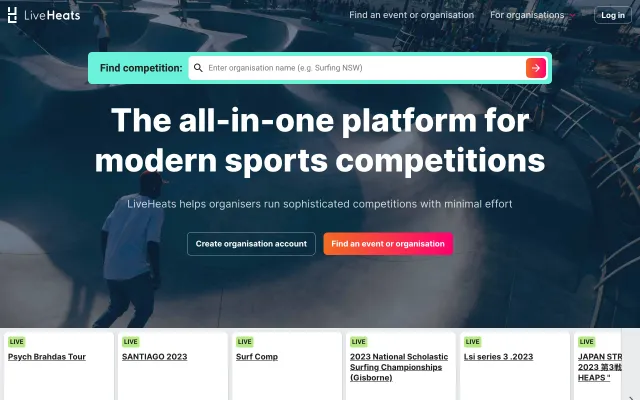 LiveHeats
Find an event or organisation
For organisations
Log in
Find competition:
Enter organisation name (e.g. Surfing NSW)
The all-in-one platform for
modern sports competitions
LiveHeats helps organisers run sophisticated competitions with minimal effort
Create organisation account
Find an event or organisation
LIVE
Psych Brahdas Tour
LIVE
SANTIAGO 2023
LIVE
Surf Comp
LIVE
2023 National Scholastic
Surfing Championships
(Gisborne)
LIVE
Lsi series 3 .2023
LIVE
JAPAN STR
2023 第3戦
HEAPS "